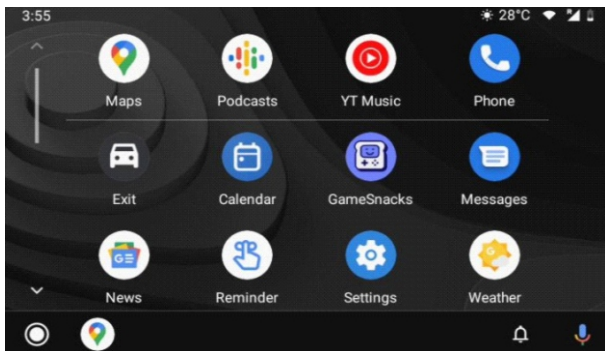 3:55 28°C
Maps Podcasts YT Music Phone
Exit Calendar GameSnacks Messages
News Reminder Settings Weather